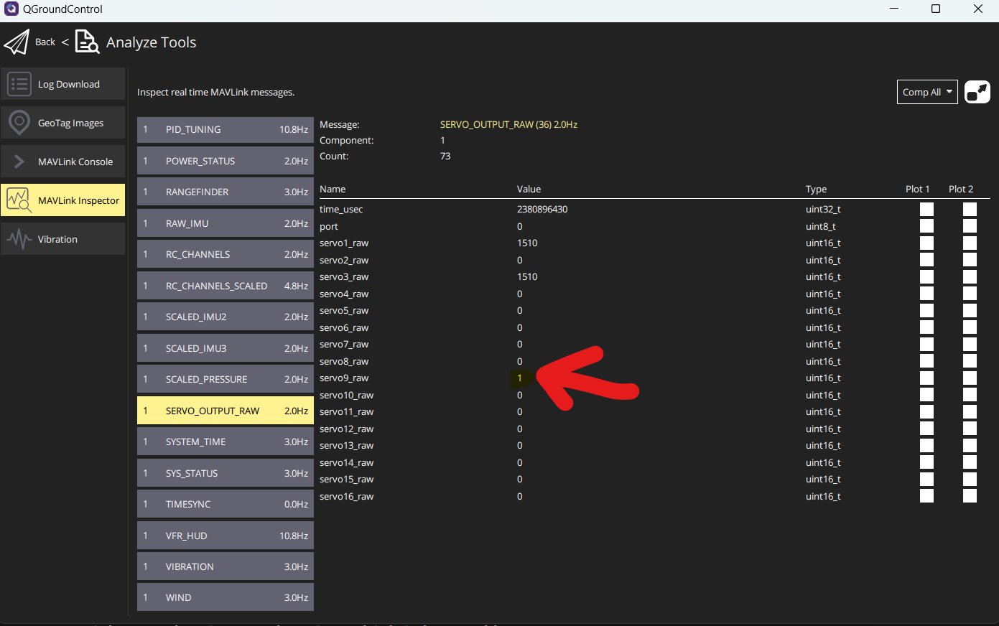 QGroundControl
Back < Analyze Tools
Log Download
GeoTag Images
MAVLink Console
MAVLink Inspector
Vibration
Inspect real time MAVLink messages.
Comp All
1 PID_TUNING 10.8Hz
1 POWER_STATUS 2.0Hz
1 RANGEFINDER 3.0Hz
1 RAW_IMU 2.0Hz
1 RC_CHANNELS 2.0Hz
1 RC_CHANNELS_SCALED 4.8Hz
1 SCALED_IMU2 2.0Hz
1 SCALED_IMU3 2.0Hz
1 SCALED_PRESSURE 2.0Hz
1 SERVO_OUTPUT_RAW 2.0Hz
1 SYSTEM_TIME 3.0Hz
1 SYS_STATUS 3.0Hz
1 TIMESYNC 0.0Hz
1 VFR_HUD 10.8Hz
1 VIBRATION 3.0Hz
1 WIND 3.0Hz
Message: SERVO_OUTPUT_RAW (36) 2.0Hz
Component: 1
Count: 73
Name Value Type Plot 1 Plot 2
time_usec 2380896430 uint32_t
port 0 uint8_t
servo1_raw 1510 uint16_t
servo2_raw 0 uint16_t
servo3_raw 1510 uint16_t
servo4_raw 0 uint16_t
servo5_raw 0 uint16_t
servo6_raw 0 uint16_t
servo7_raw 0 uint16_t
servo8_raw 0 uint16_t
servo9_raw 1 uint16_t
servo10_raw 0 uint16_t
servo11_raw 0 uint16_t
servo12_raw 0 uint16_t
servo13_raw 0 uint16_t
servo14_raw 0 uint16_t
servo15_raw 0 uint16_t
servo16_raw 0 uint16_t